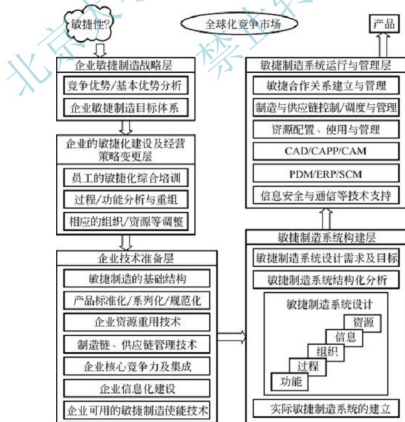 敏捷性?
全球化竞争市场
产品
企业敏捷制造战略层
竞争优势/基本优势分析
企业敏捷制造目标体系
企业的敏捷化建设及经营
策略变更层
员工的敏捷化综合培训
过程/功能分析与重组
相应的组织/资源等调整
企业技术准备层
敏捷制造的基础结构
产品标准化/系列化/规范化
企业资源重用技术
制造链、供应链管理技术
企业核心竞争力及集成
企业信息化建设
企业可用的敏捷制造使能技术
敏捷制造系统运行与管理层
敏捷合作关系建立与管理
制造与供应链控制/调度与管理
资源配置、使用与管理
CAD/CAPP/CAM
PDM/ERP/SCM
信息安全与通信等技术支持
敏捷制造系统构建层
敏捷制造系统设计需求及目标
敏捷制造系统结构化分析
敏捷制造系统设计
资源
信息
组织
过程
功能
实际敏捷制造系统的建立
北京
禁止